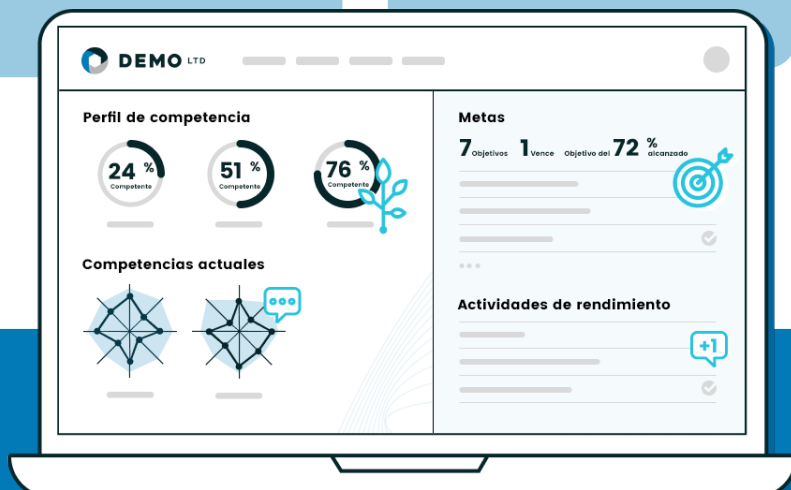 DEMO LTD
Perfil de competencia
24 %
Competente
51 %
Competente
76 %
Competente
Competencias actuales
Metas
7 Objetivos 1 Vence Objetivo del 72 % alcanzado
Actividades de rendimiento
+1